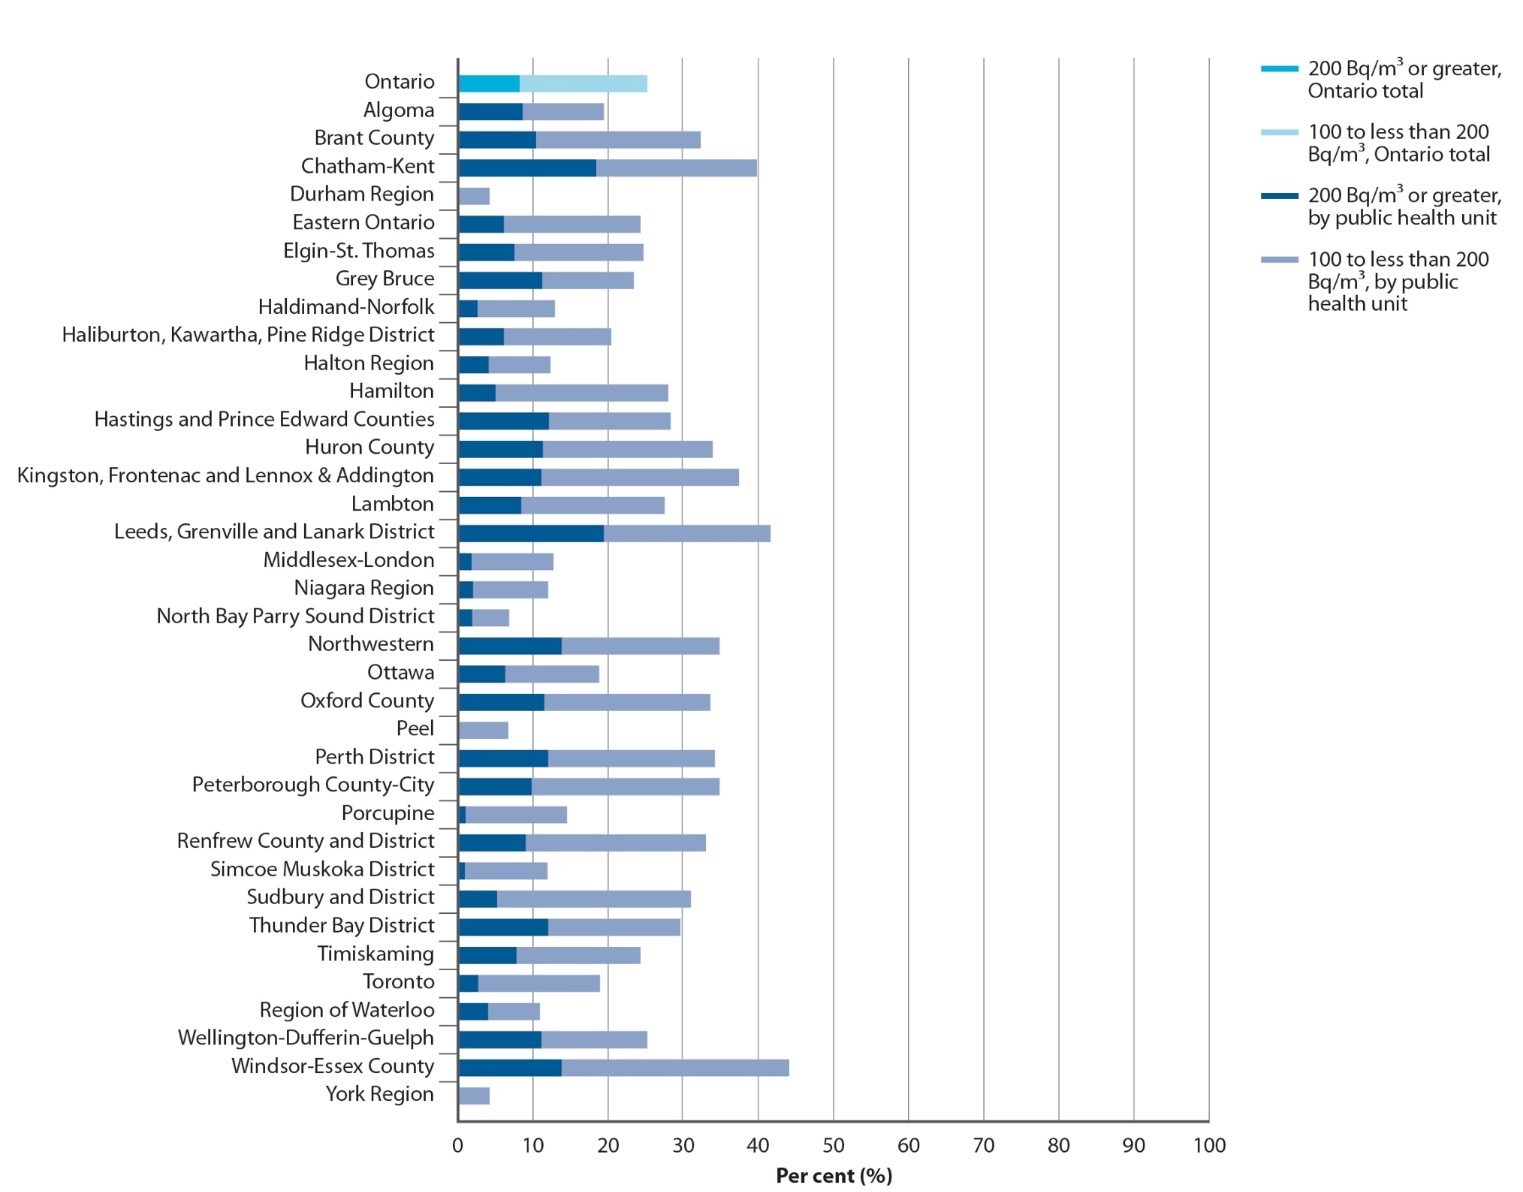 Ontario
Algoma
Brant County
Chatham-Kent
Durham Region
Eastern Ontario
Elgin-St. Thomas
Grey Bruce
Haldimand-Norfolk
Haliburton, Kawartha, Pine Ridge District
Halton Region
Hamilton
Hastings and Prince Edward Counties
Huron County
Kingston, Frontenac and Lennox & Addington
Lambton
Leeds, Grenville and Lanark District
Middlesex-London
Niagara Region
North Bay Parry Sound District
Northwestern
Ottawa
Oxford County
Peel
Perth District
Peterborough County-City
Porcupine
Renfrew County and District
Simcoe Muskoka District
Sudbury and District
Thunder Bay District
Timiskaming
Toronto
Region of Waterloo
Wellington-Dufferin-Guelph
Windsor-Essex County
York Region
0 10 20 30 40 50 60 70 80 90 100
Per cent (%)
200 Bq/m³ or greater,
Ontario total
100 to less than 200
Bq/m³, Ontario total
200 Bq/m³ or greater,
by public health unit
100 to less than 200
Bq/m³, by public
health unit